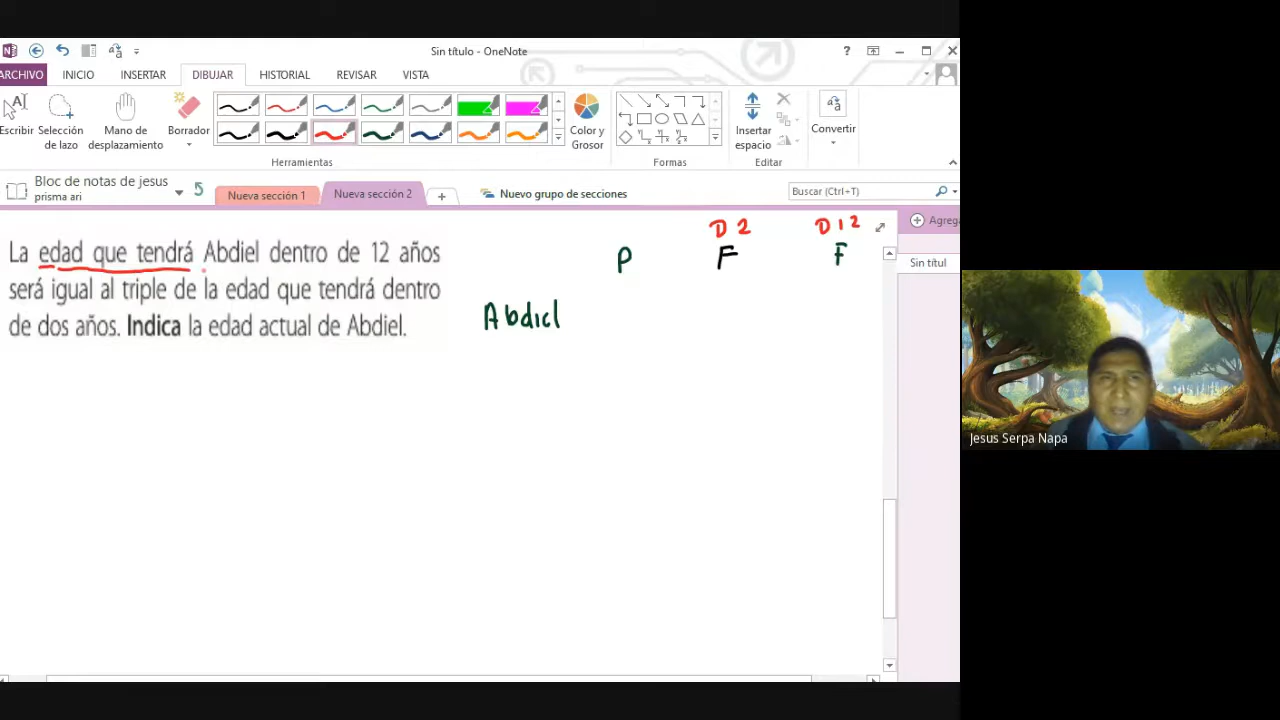 Sin título - OneNote
?
ARCHIVO INICIO INSERTAR DIBUJAR HISTORIAL REVISAR VISTA
Escribir
Selección de lazo
Mano de desplazamiento
Borrador
Color y Grosor
Insertar espacio
Convertir
Herramientas
Formas
Editar
Bloc de notas de jesus
prisma ari
Nueva sección 1
Nueva sección 2
Nuevo grupo de secciones
Buscar (Ctrl+T)
Agrega
Sin títul
D 2 D 12
P F F
La edad que tendrá Abdiel dentro de 12 años
será igual al triple de la edad que tendrá dentro
de dos años. Indica la edad actual de Abdiel.
Abdiel
Jesus Serpa Napa